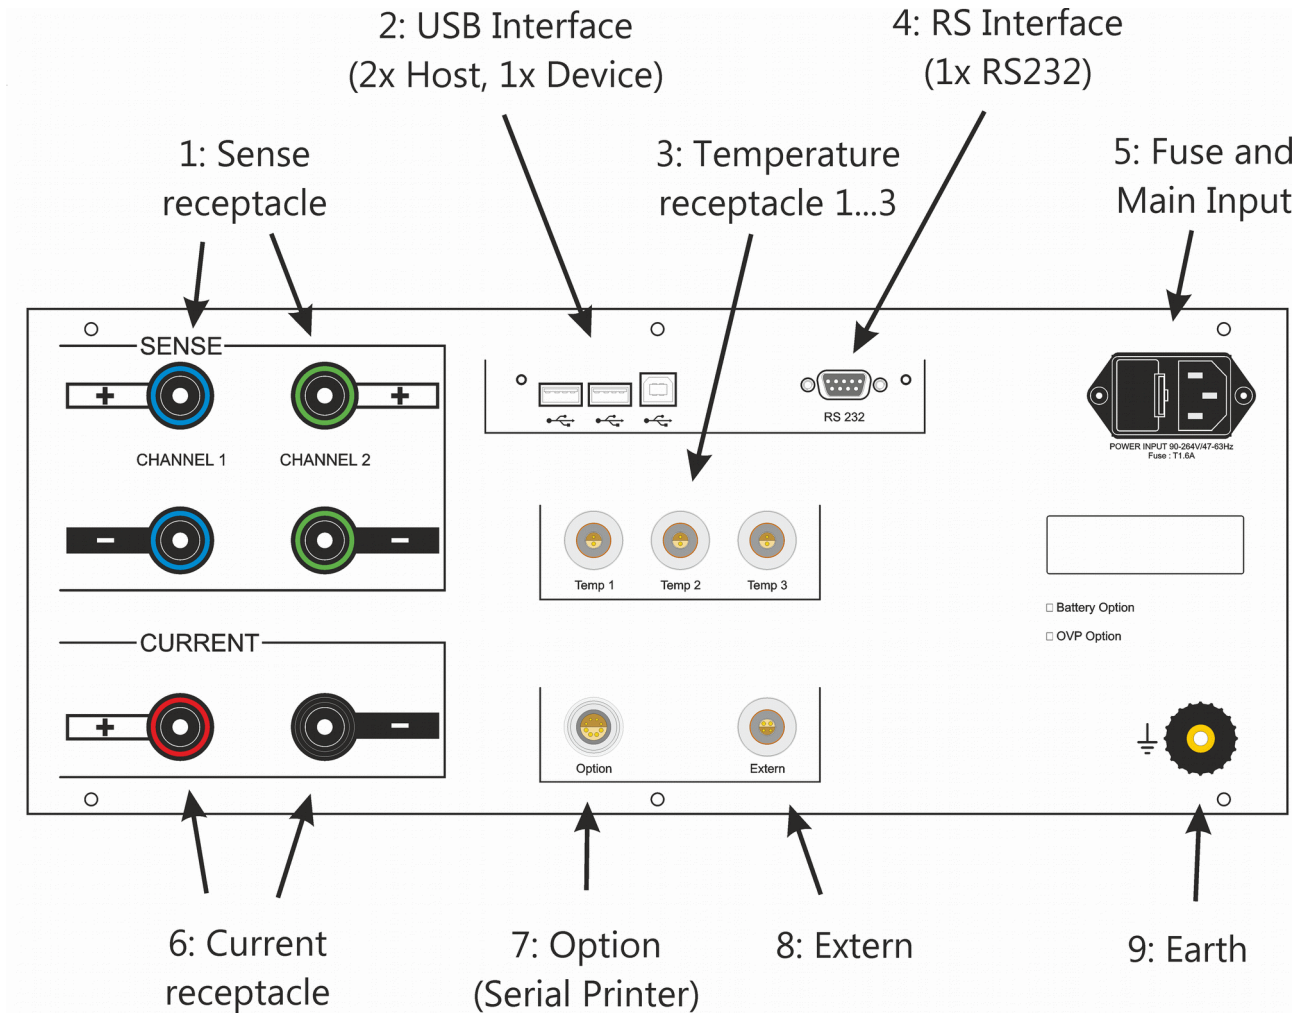 2: USB Interface
(2x Host, 1x Device)
4: RS Interface
(1x RS232)
1: Sense
receptacle
3: Temperature
receptacle 1...3
5: Fuse and
Main Input
SENSE
+
+
CHANNEL 1
CHANNEL 2
-
-
RS 232
POWER INPUT 90-264V/47-63Hz
Fuse : T1.6A
Temp 1
Temp 2
Temp 3
Battery Option
OVP Option
CURRENT
+
-
Option
Extern
6: Current
receptacle
7: Option
(Serial Printer)
8: Extern
9: Earth